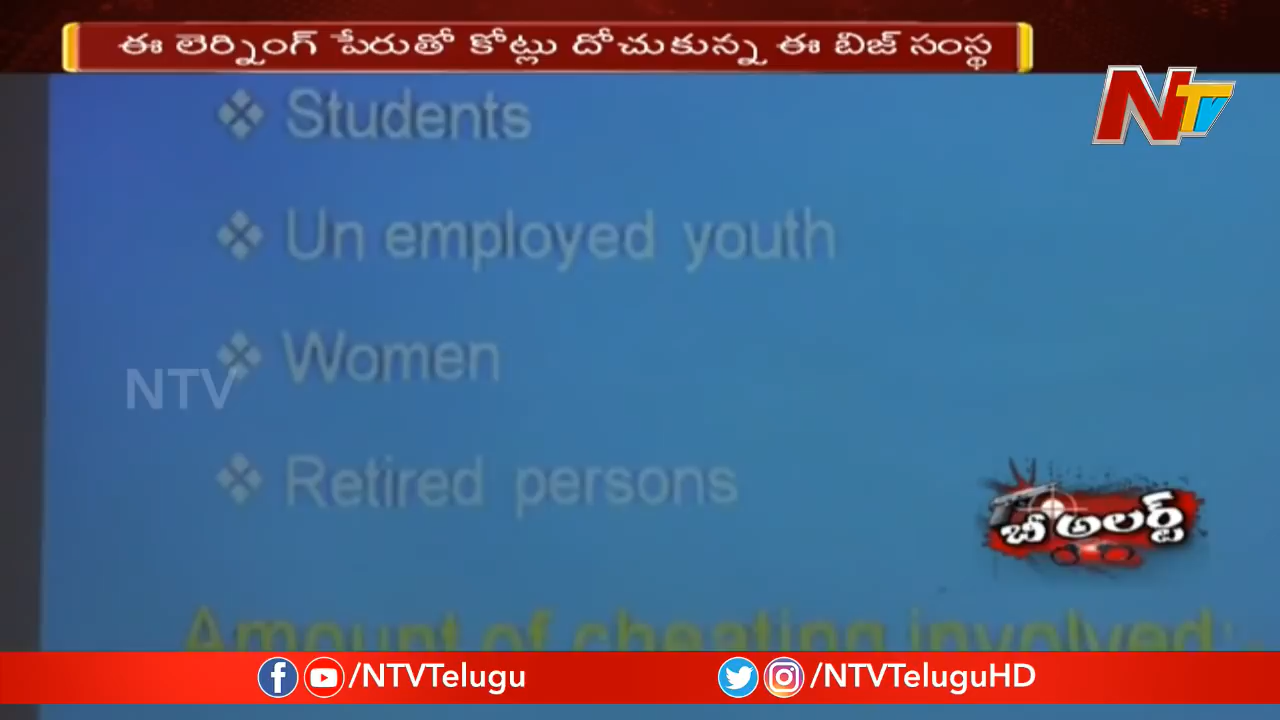 ఈ లెర్నింగ్ పేరుతో కోట్లు దోచుకున్న ఈ బిజ్ సంస్థ
NTV
❖ Students
❖ Un employed youth
❖ Women
NTV
❖ Retired persons
బీ అలర్ట్
Amount of cheating involved:-
/NTVTelugu
/NTVTeluguHD